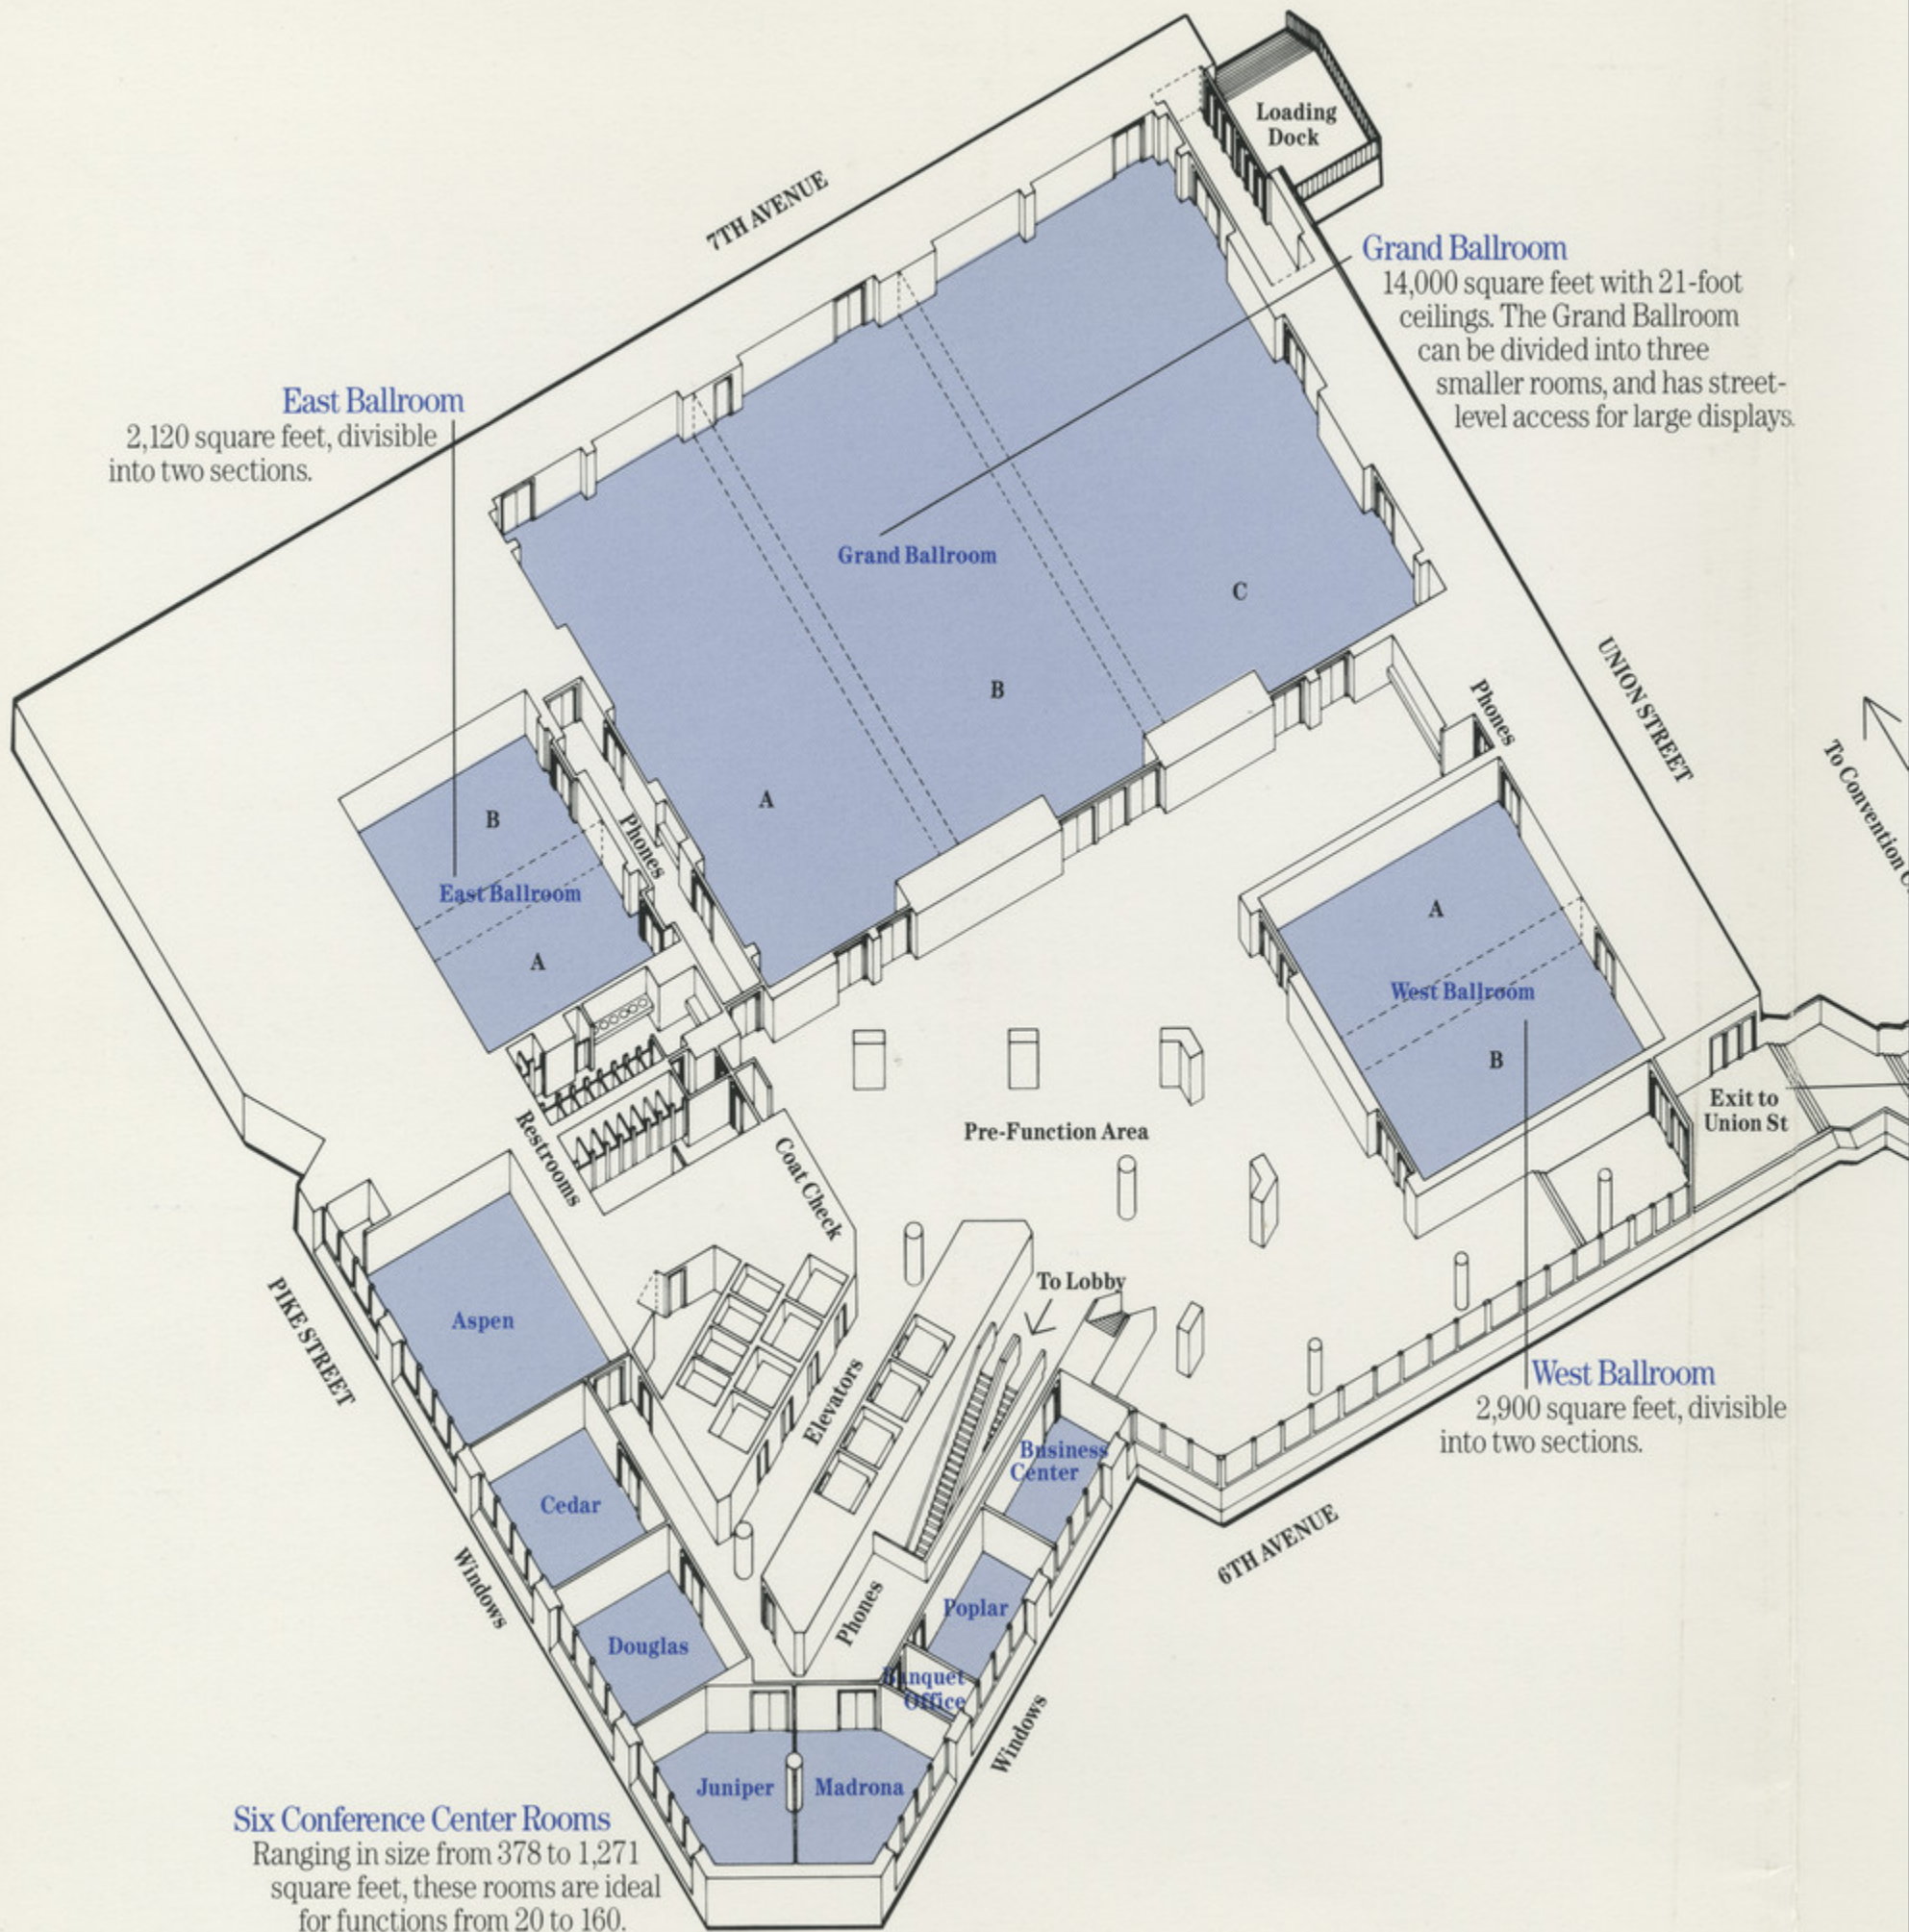 Loading
Dock
7TH AVENUE
Grand Ballroom
14,000 square feet with 21-foot
ceilings. The Grand Ballroom
can be divided into three
smaller rooms, and has street-
level access for large displays.
East Ballroom
2,120 square feet, divisible
into two sections.
Grand Ballroom
C
B
A
UNION STREET
Phones
To Convention
B
Phones
East Ballroom
A
A
West Ballroom
B
Exit to
Union St
Pre-Function Area
Restrooms
Coat Check
To Lobby
Aspen
PIKE STREET
Elevators
West Ballroom
2,900 square feet, divisible
into two sections.
Business
Center
Cedar
6TH AVENUE
Windows
Phones
Poplar
Douglas
Banquet
Office
Windows
Juniper
Madrona
Six Conference Center Rooms
Ranging in size from 378 to 1,271
square feet, these rooms are ideal
for functions from 20 to 160.